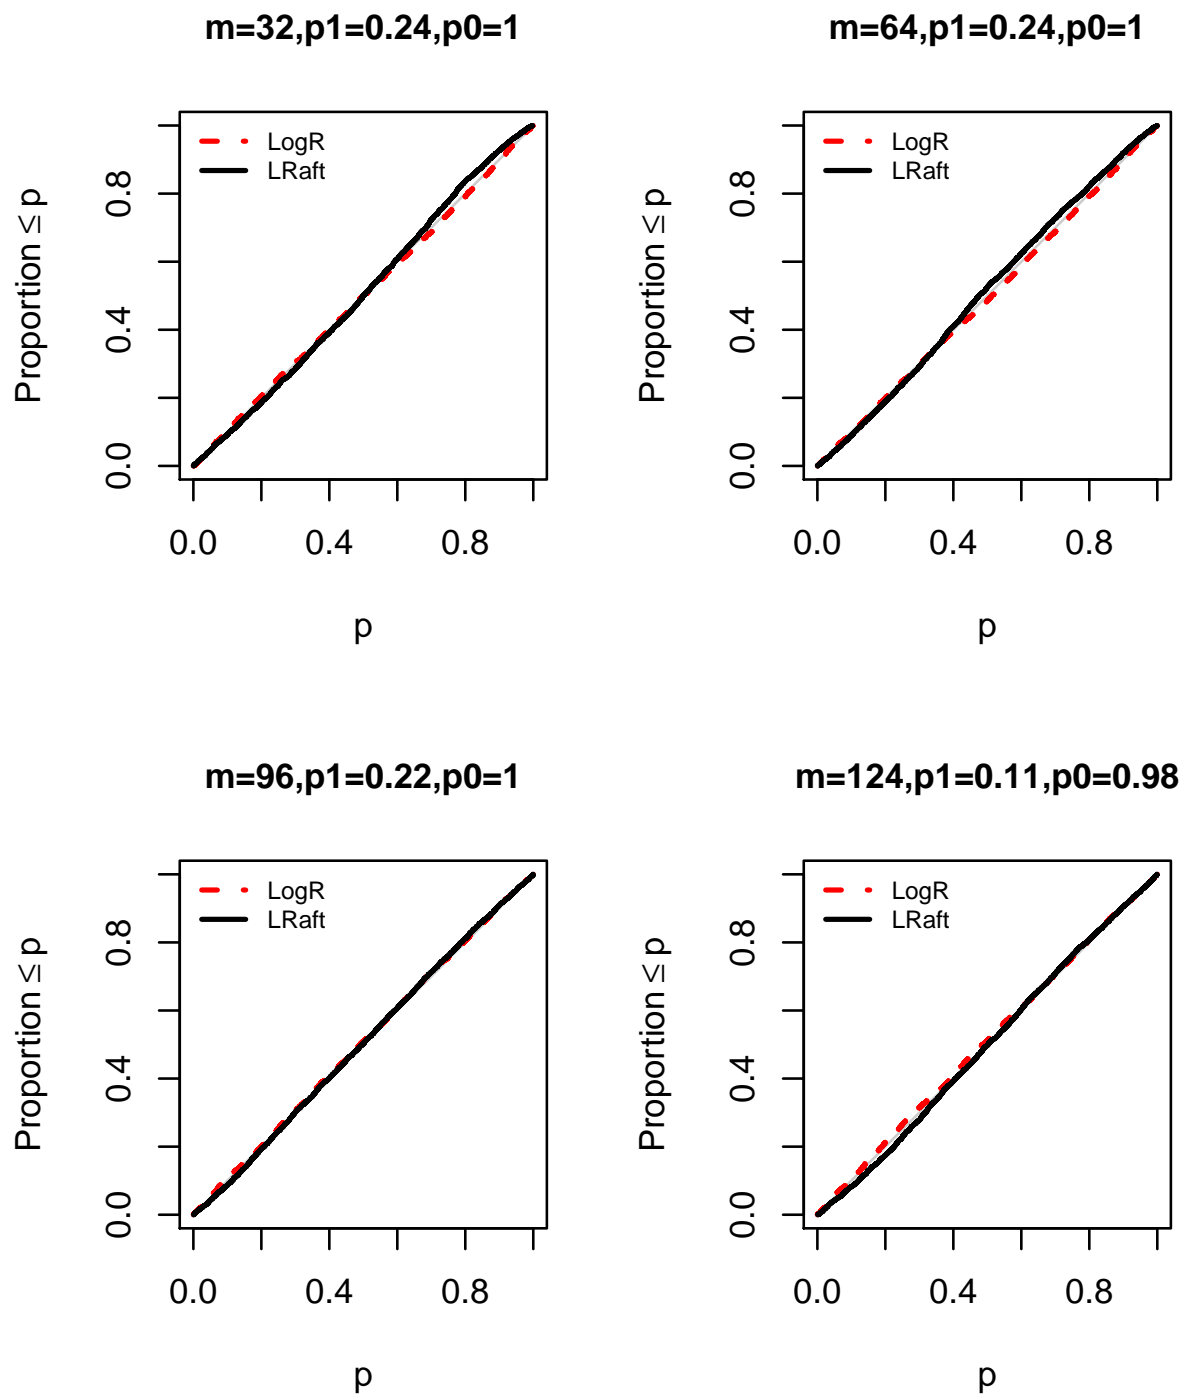 m=32,p1=0.24,p0=1
LogR
LRaft
Proportion ≤ p
0.0
0.4
0.8
0.0
0.4
0.8
p
m=64,p1=0.24,p0=1
LogR
LRaft
Proportion ≤ p
0.0
0.4
0.8
0.0
0.4
0.8
p
m=96,p1=0.22,p0=1
LogR
LRaft
Proportion ≤ p
0.0
0.4
0.8
0.0
0.4
0.8
p
m=124,p1=0.11,p0=0.98
LogR
LRaft
Proportion ≤ p
0.0
0.4
0.8
0.0
0.4
0.8
p